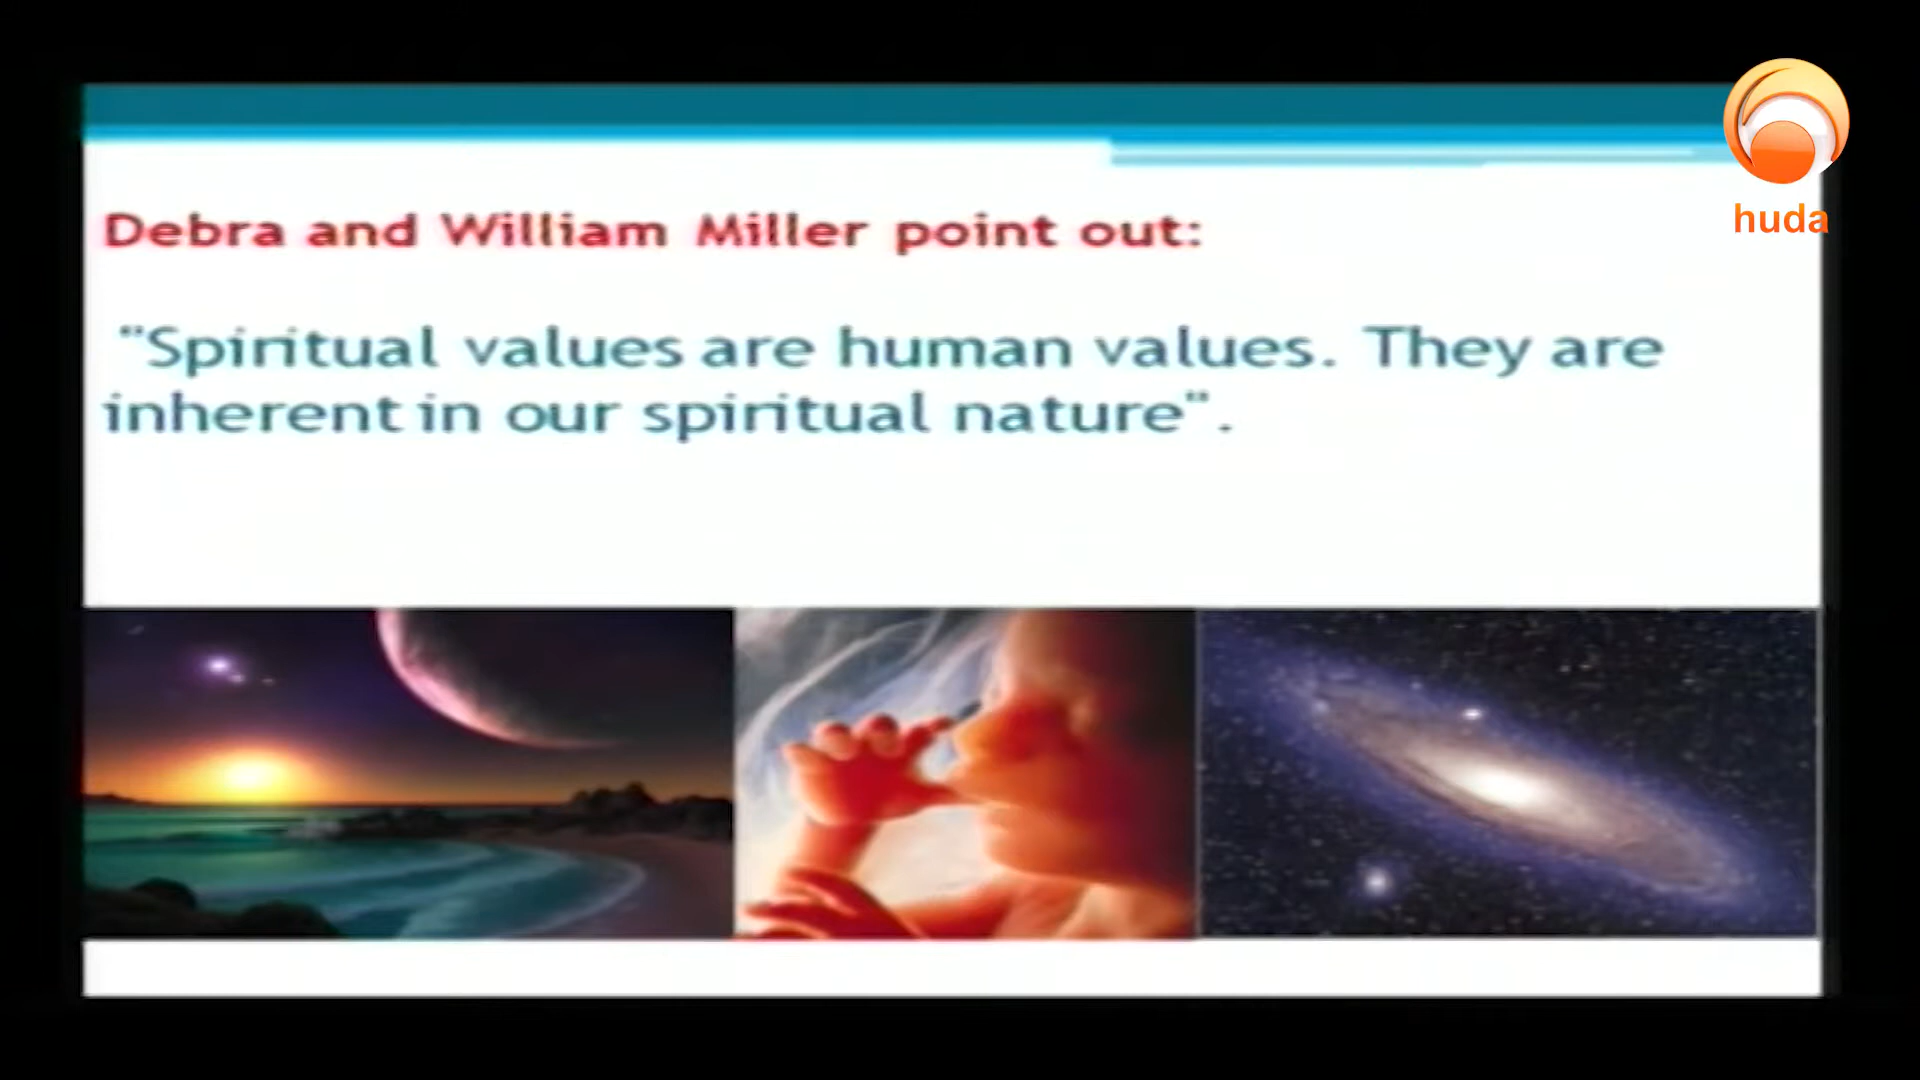 huda
Debra and William Miller point out:
"Spiritual values are human values. They are
inherent in our spiritual nature".